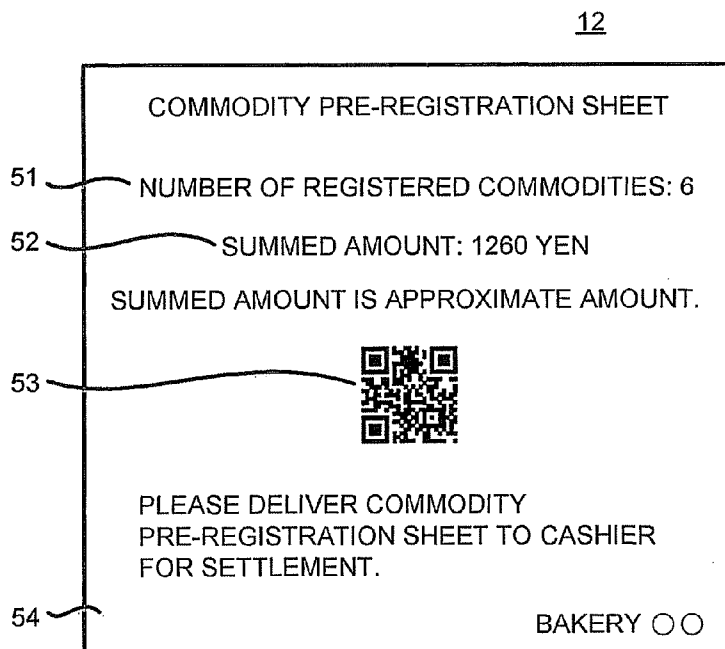 12
COMMODITY PRE-REGISTRATION SHEET
51
NUMBER OF REGISTERED COMMODITIES: 6
52
SUMMED AMOUNT: 1260 YEN
SUMMED AMOUNT IS APPROXIMATE AMOUNT.
53
PLEASE DELIVER COMMODITY
PRE-REGISTRATION SHEET TO CASHIER
FOR SETTLEMENT.
54
BAKERY ○○